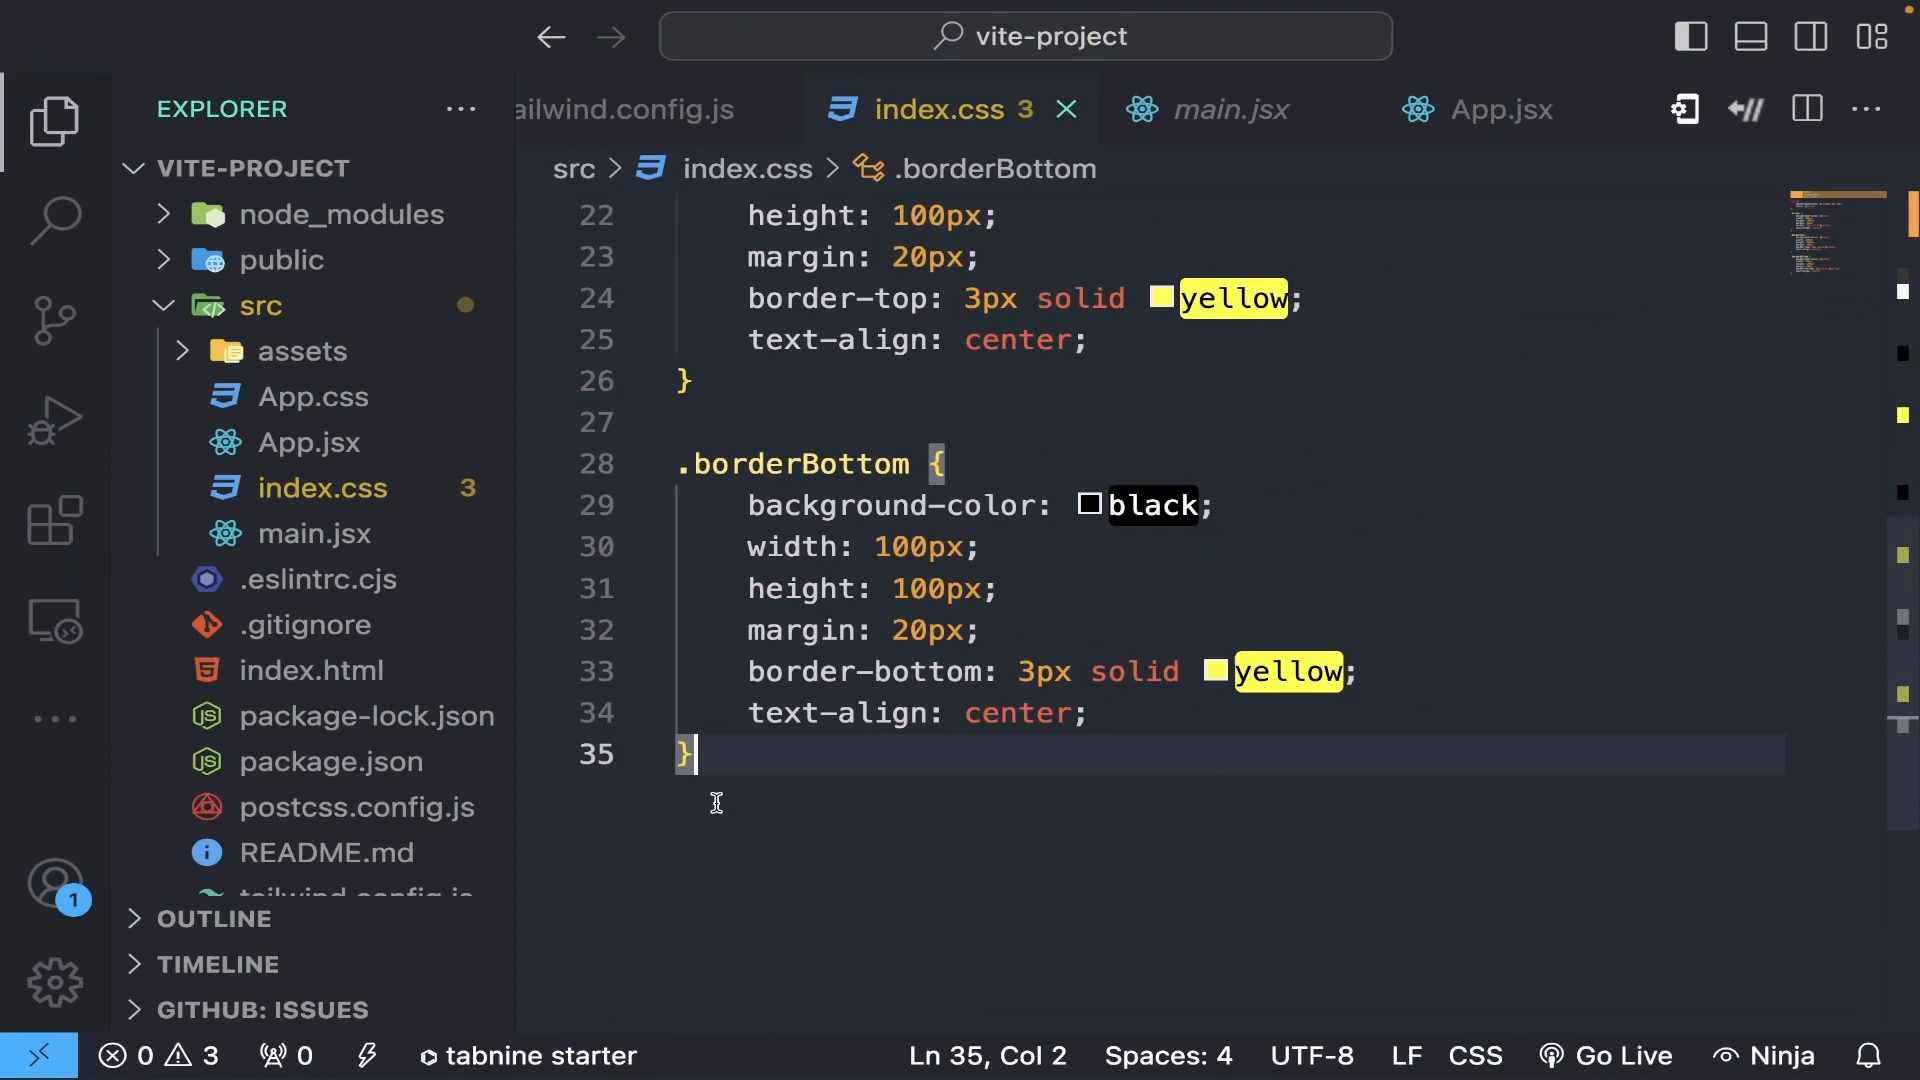 vite-project
EXPLORER
ailwind.config.js
index.css 3
main.jsx
App.jsx
VITE-PROJECT
node_modules
public
src
assets
App.css
App.jsx
index.css 3
main.jsx
.eslintrc.cjs
.gitignore
index.html
package-lock.json
package.json
postcss.config.js
README.md
tailwind.config.js
OUTLINE
TIMELINE
GITHUB: ISSUES
1
src > index.css > .borderBottom
22 height: 100px;
23 margin: 20px;
24 border-top: 3px solid yellow;
25 text-align: center;
26 }
27
28 .borderBottom {
29 background-color: black;
30 width: 100px;
31 height: 100px;
32 margin: 20px;
33 border-bottom: 3px solid yellow;
34 text-align: center;
35 }
0 3 0 tabnine starter Ln 35, Col 2 Spaces: 4 UTF-8 LF CSS Go Live Ninja